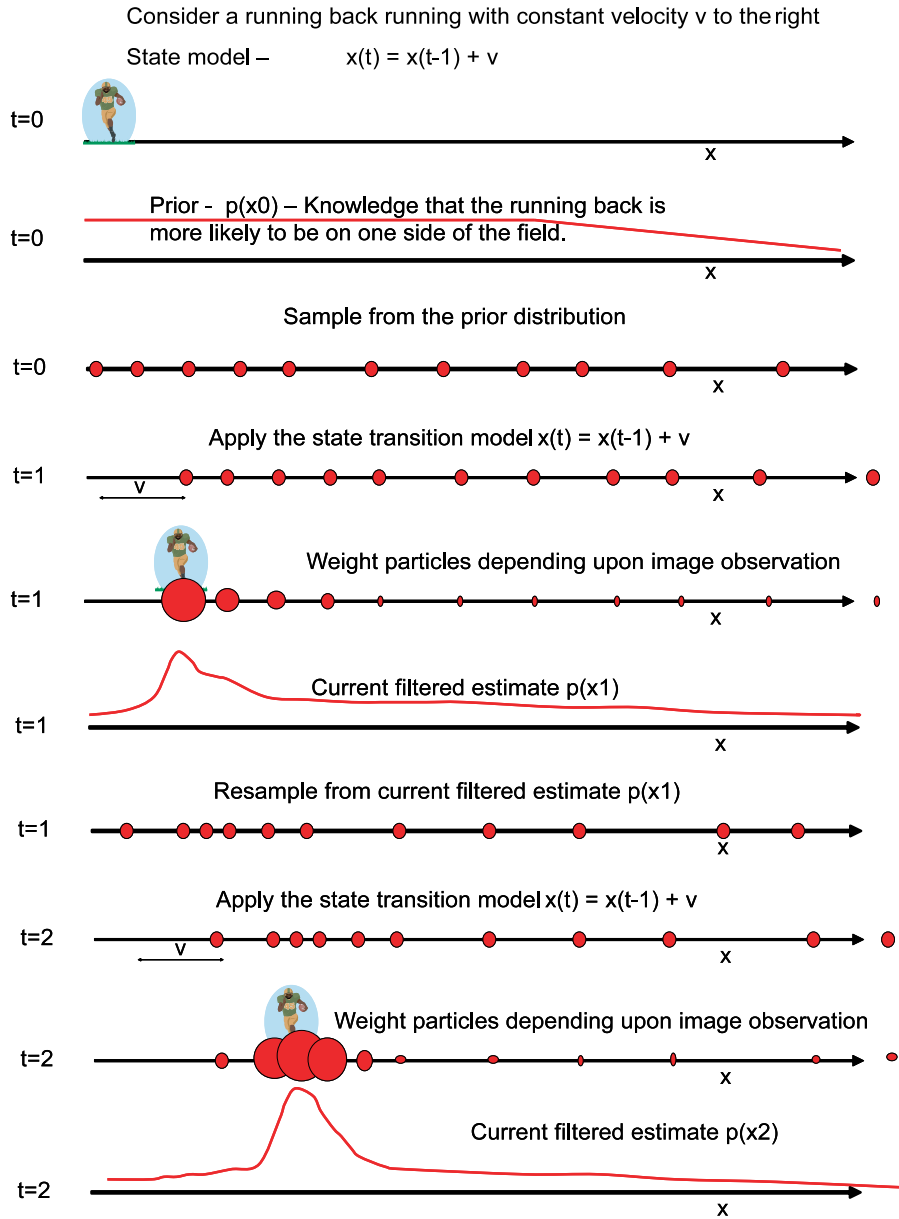 Consider a running back running with constant velocity v to the right
State model – x(t) = x(t-1) + v
t=0
x
Prior - p(x0) – Knowledge that the running back is
more likely to be on one side of the field.
t=0
x
Sample from the prior distribution
t=0
x
Apply the state transition model x(t) = x(t-1) + v
t=1
v
x
Weight particles depending upon image observation
t=1
x
Current filtered estimate p(x1)
t=1
x
Resample from current filtered estimate p(x1)
t=1
x
Apply the state transition model x(t) = x(t-1) + v
t=2
v
x
Weight particles depending upon image observation
t=2
x
Current filtered estimate p(x2)
t=2
x